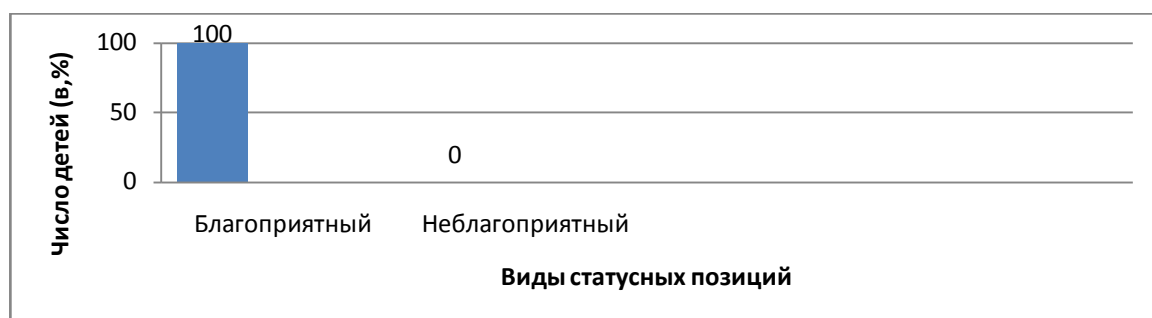 Число детей (в,%)
100
50
0
100
0
Благоприятный
Неблагоприятный
Виды статусных позиций